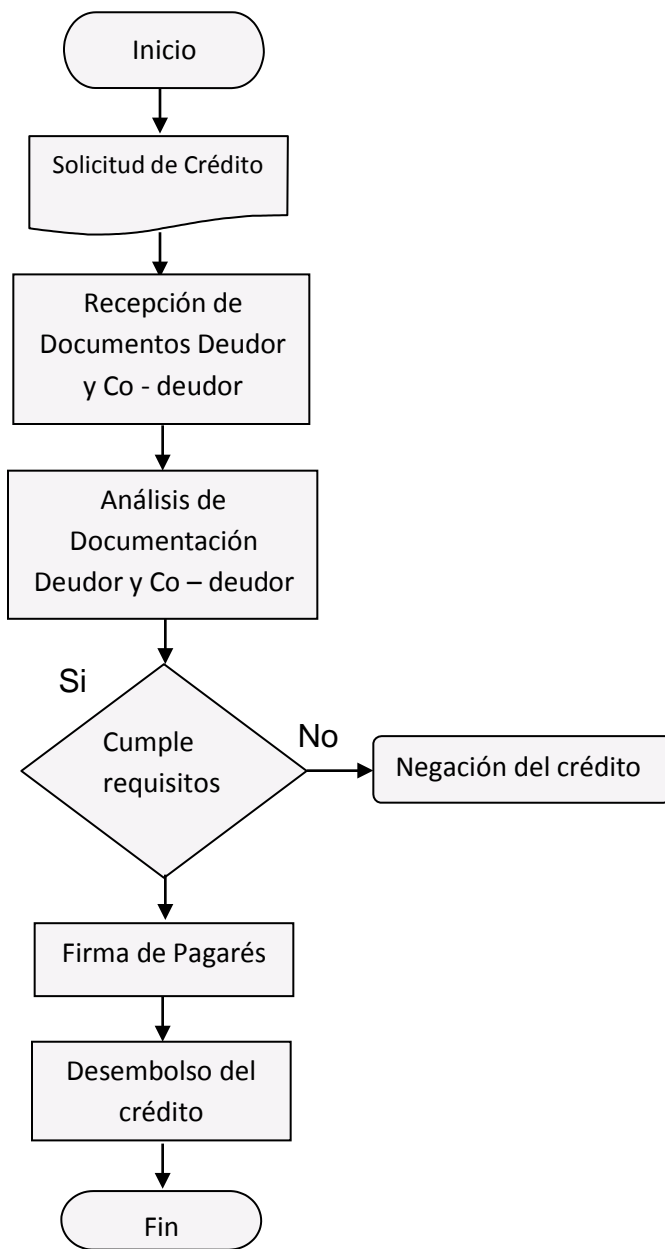 Inicio
Solicitud de Crédito
Recepción de
Documentos Deudor
y Co - deudor
Análisis de
Documentación
Deudor y Co – deudor
Si
Cumple
requisitos
No
Negación del crédito
Firma de Pagarés
Desembolso del
crédito
Fin